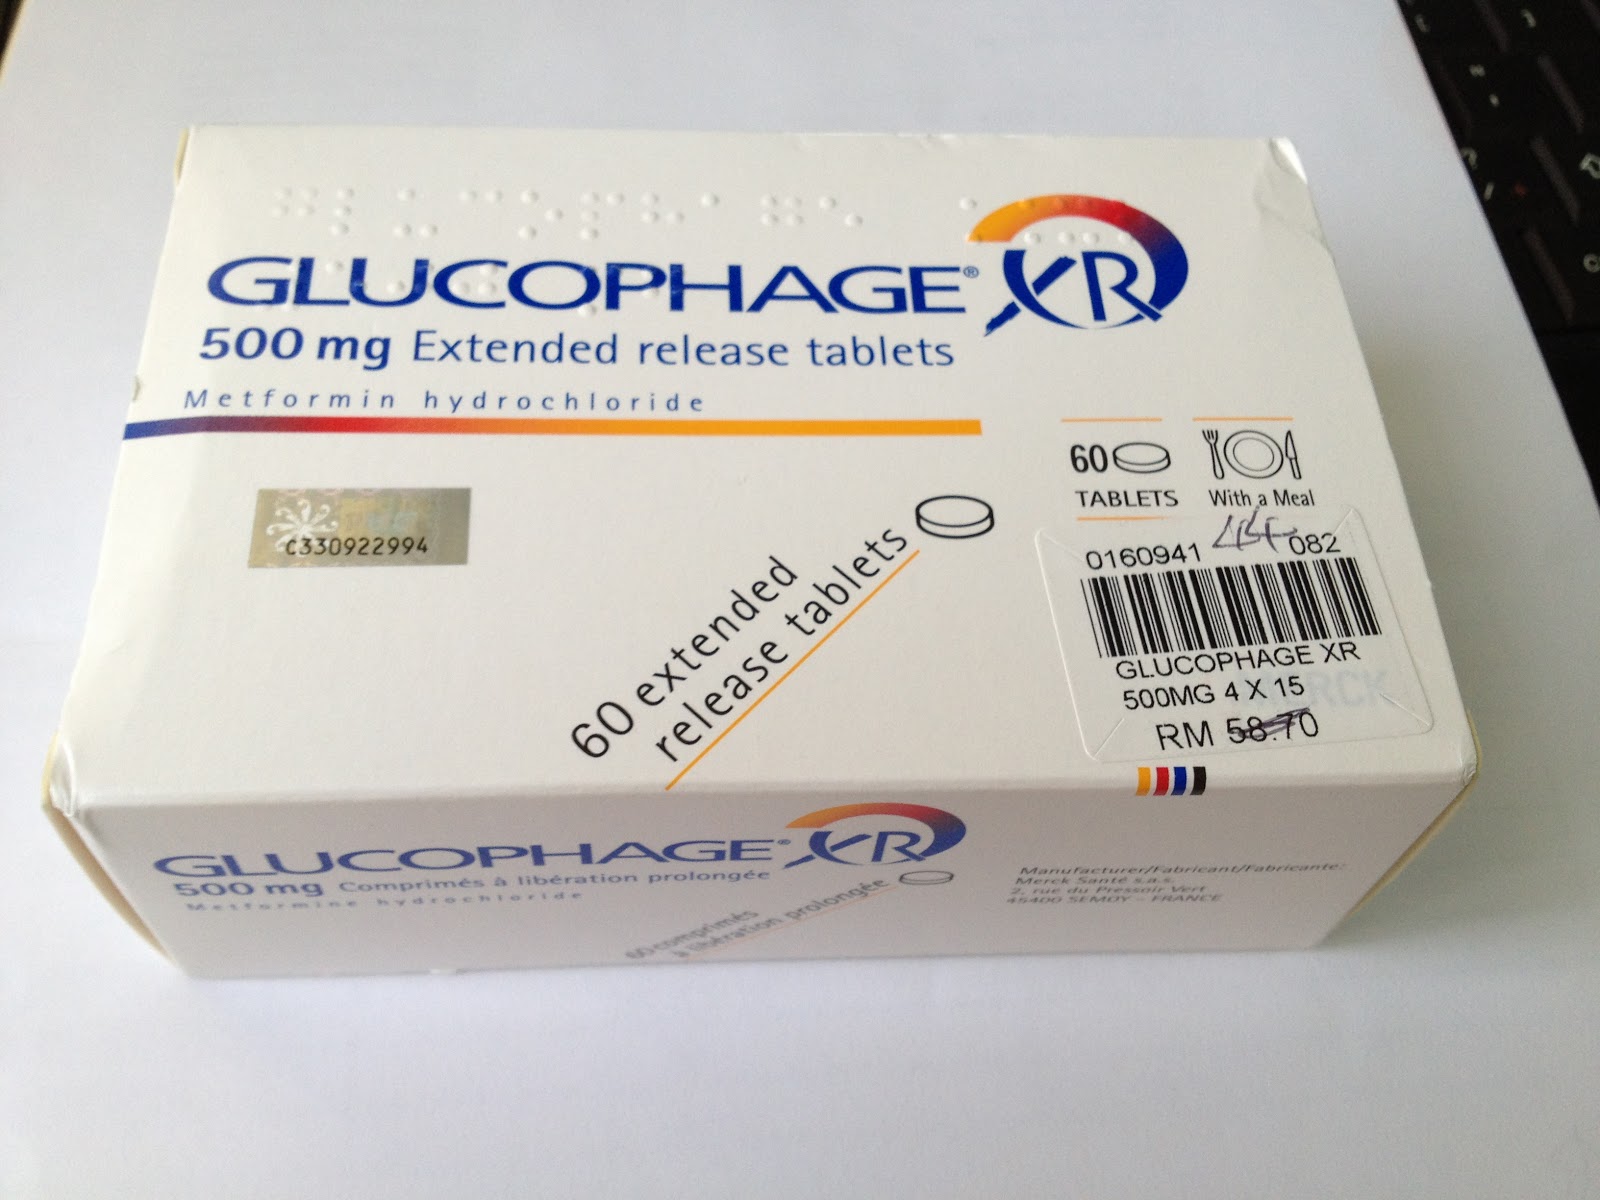 GLUCOPHAGE® XR
500 mg Extended release tablets
Metformin hydrochloride
60
TABLETS
With a Meal
C330922994
60 extended
release tablets
0160941
082
GLUCOPHAGE XR
500MG 4 X 15
RM 58.70
GLUCOPHAGE® XR
500 mg Comprimés à libération prolongée
Metformine hydrochloride
60 comprimés
à libération prolongée
Manufacturer/Fabricant/Fabricante:
Merck Santé s.a.s.
2, rue du Pressoir Vert
45400 SEMOY - FRANCE